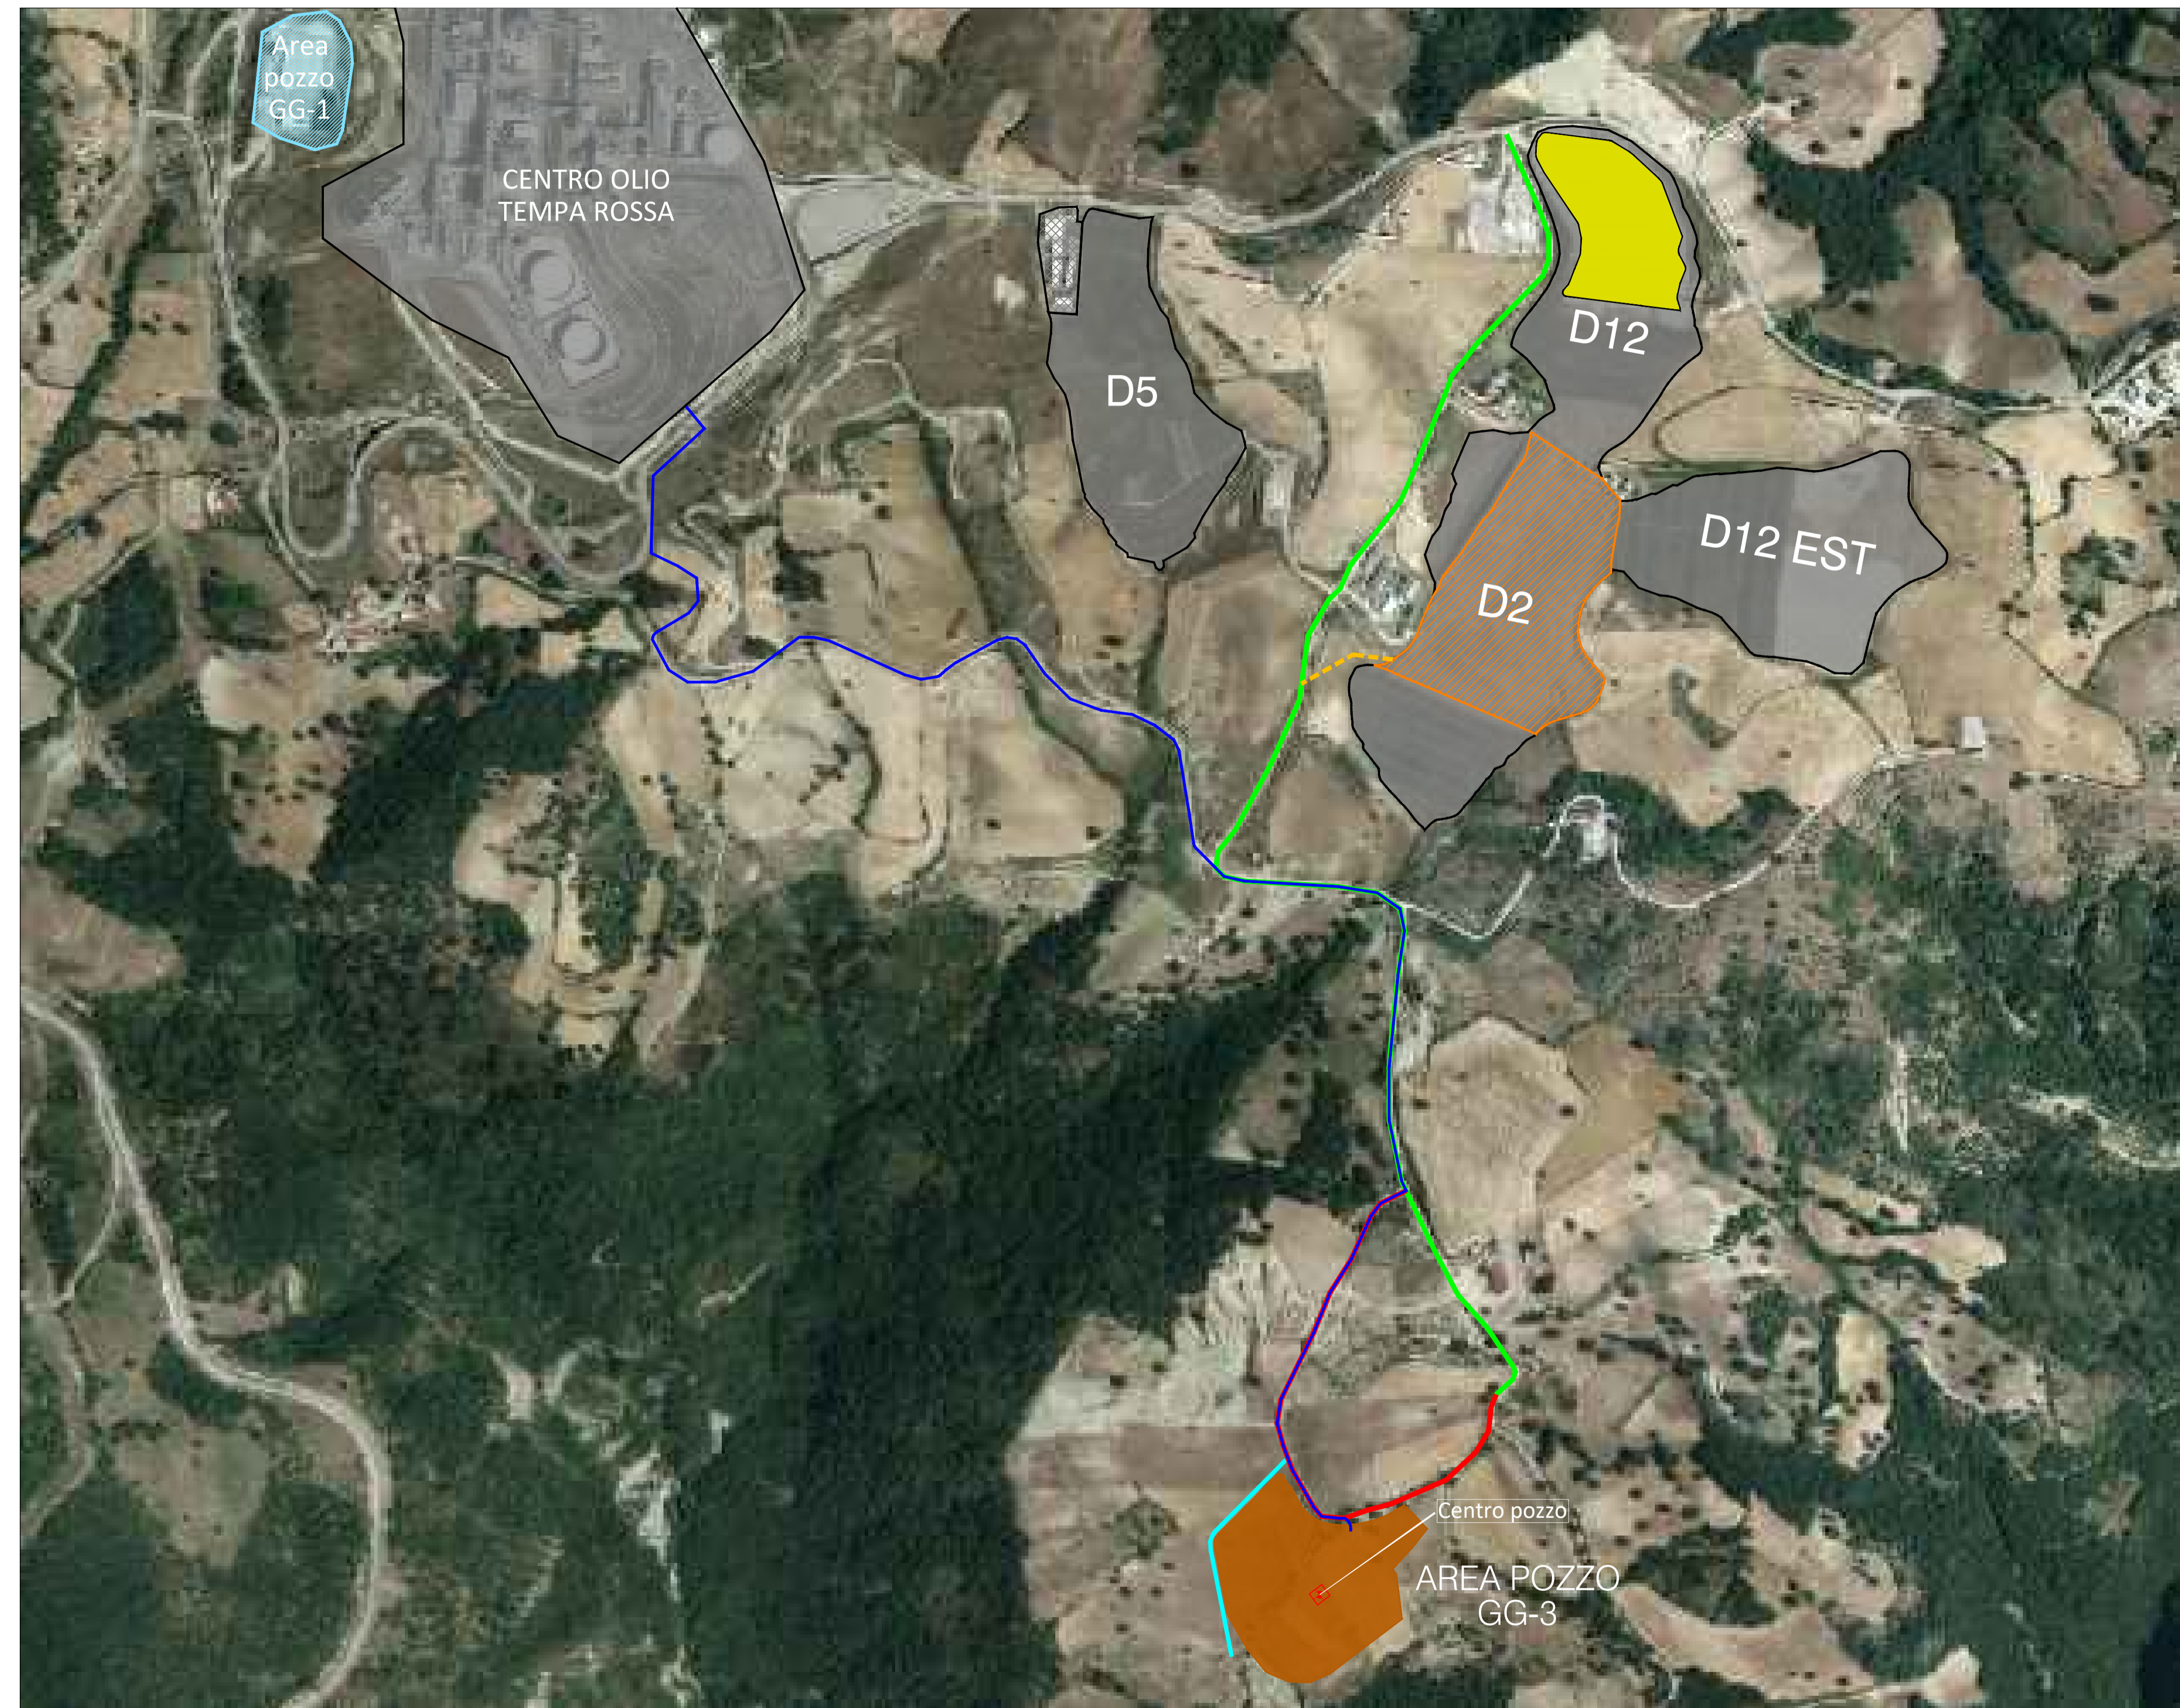 Area
pozzo
GG-1
CENTRO OLIO
TEMPA ROSSA
D5
D12
D12 EST
D2
Centro pozzo
AREA POZZO
GG-3